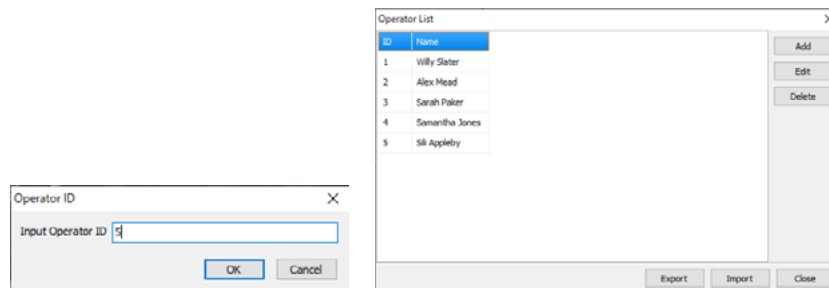 Operator ID
Input Operator ID 5
OK Cancel
Operator List
ID Name
1 Willy Slater
2 Alex Mead
3 Sarah Paker
4 Samantha Jones
5 Sili Appleby
Add
Edit
Delete
Export Import Close